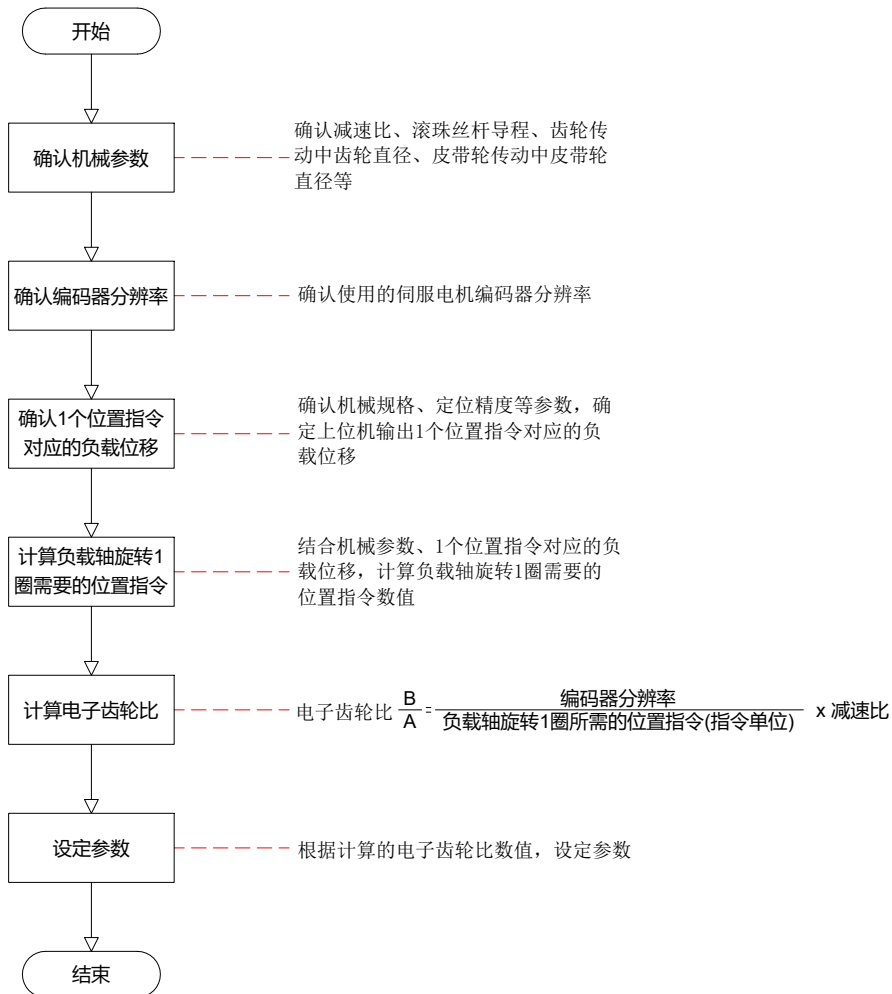 开始
确认机械参数
确认减速比、滚珠丝杆导程、齿轮传
动中齿轮直径、皮带轮传动中皮带轮
直径等
确认编码器分辨率
确认使用的伺服电机编码器分辨率
确认1个位置指令
对应的负载位移
确认机械规格、定位精度等参数，确
定上位机输出1个位置指令对应的负
载位移
计算负载轴旋转1
圈需要的位置指令
结合机械参数、1个位置指令对应的负
载位移，计算负载轴旋转1圈需要的
位置指令数值
计算电子齿轮比
电子齿轮比 B/A = 编码器分辨率/负载轴旋转1圈所需的位置指令(指令单位) x 减速比
设定参数
根据计算的电子齿轮比数值，设定参数
结束